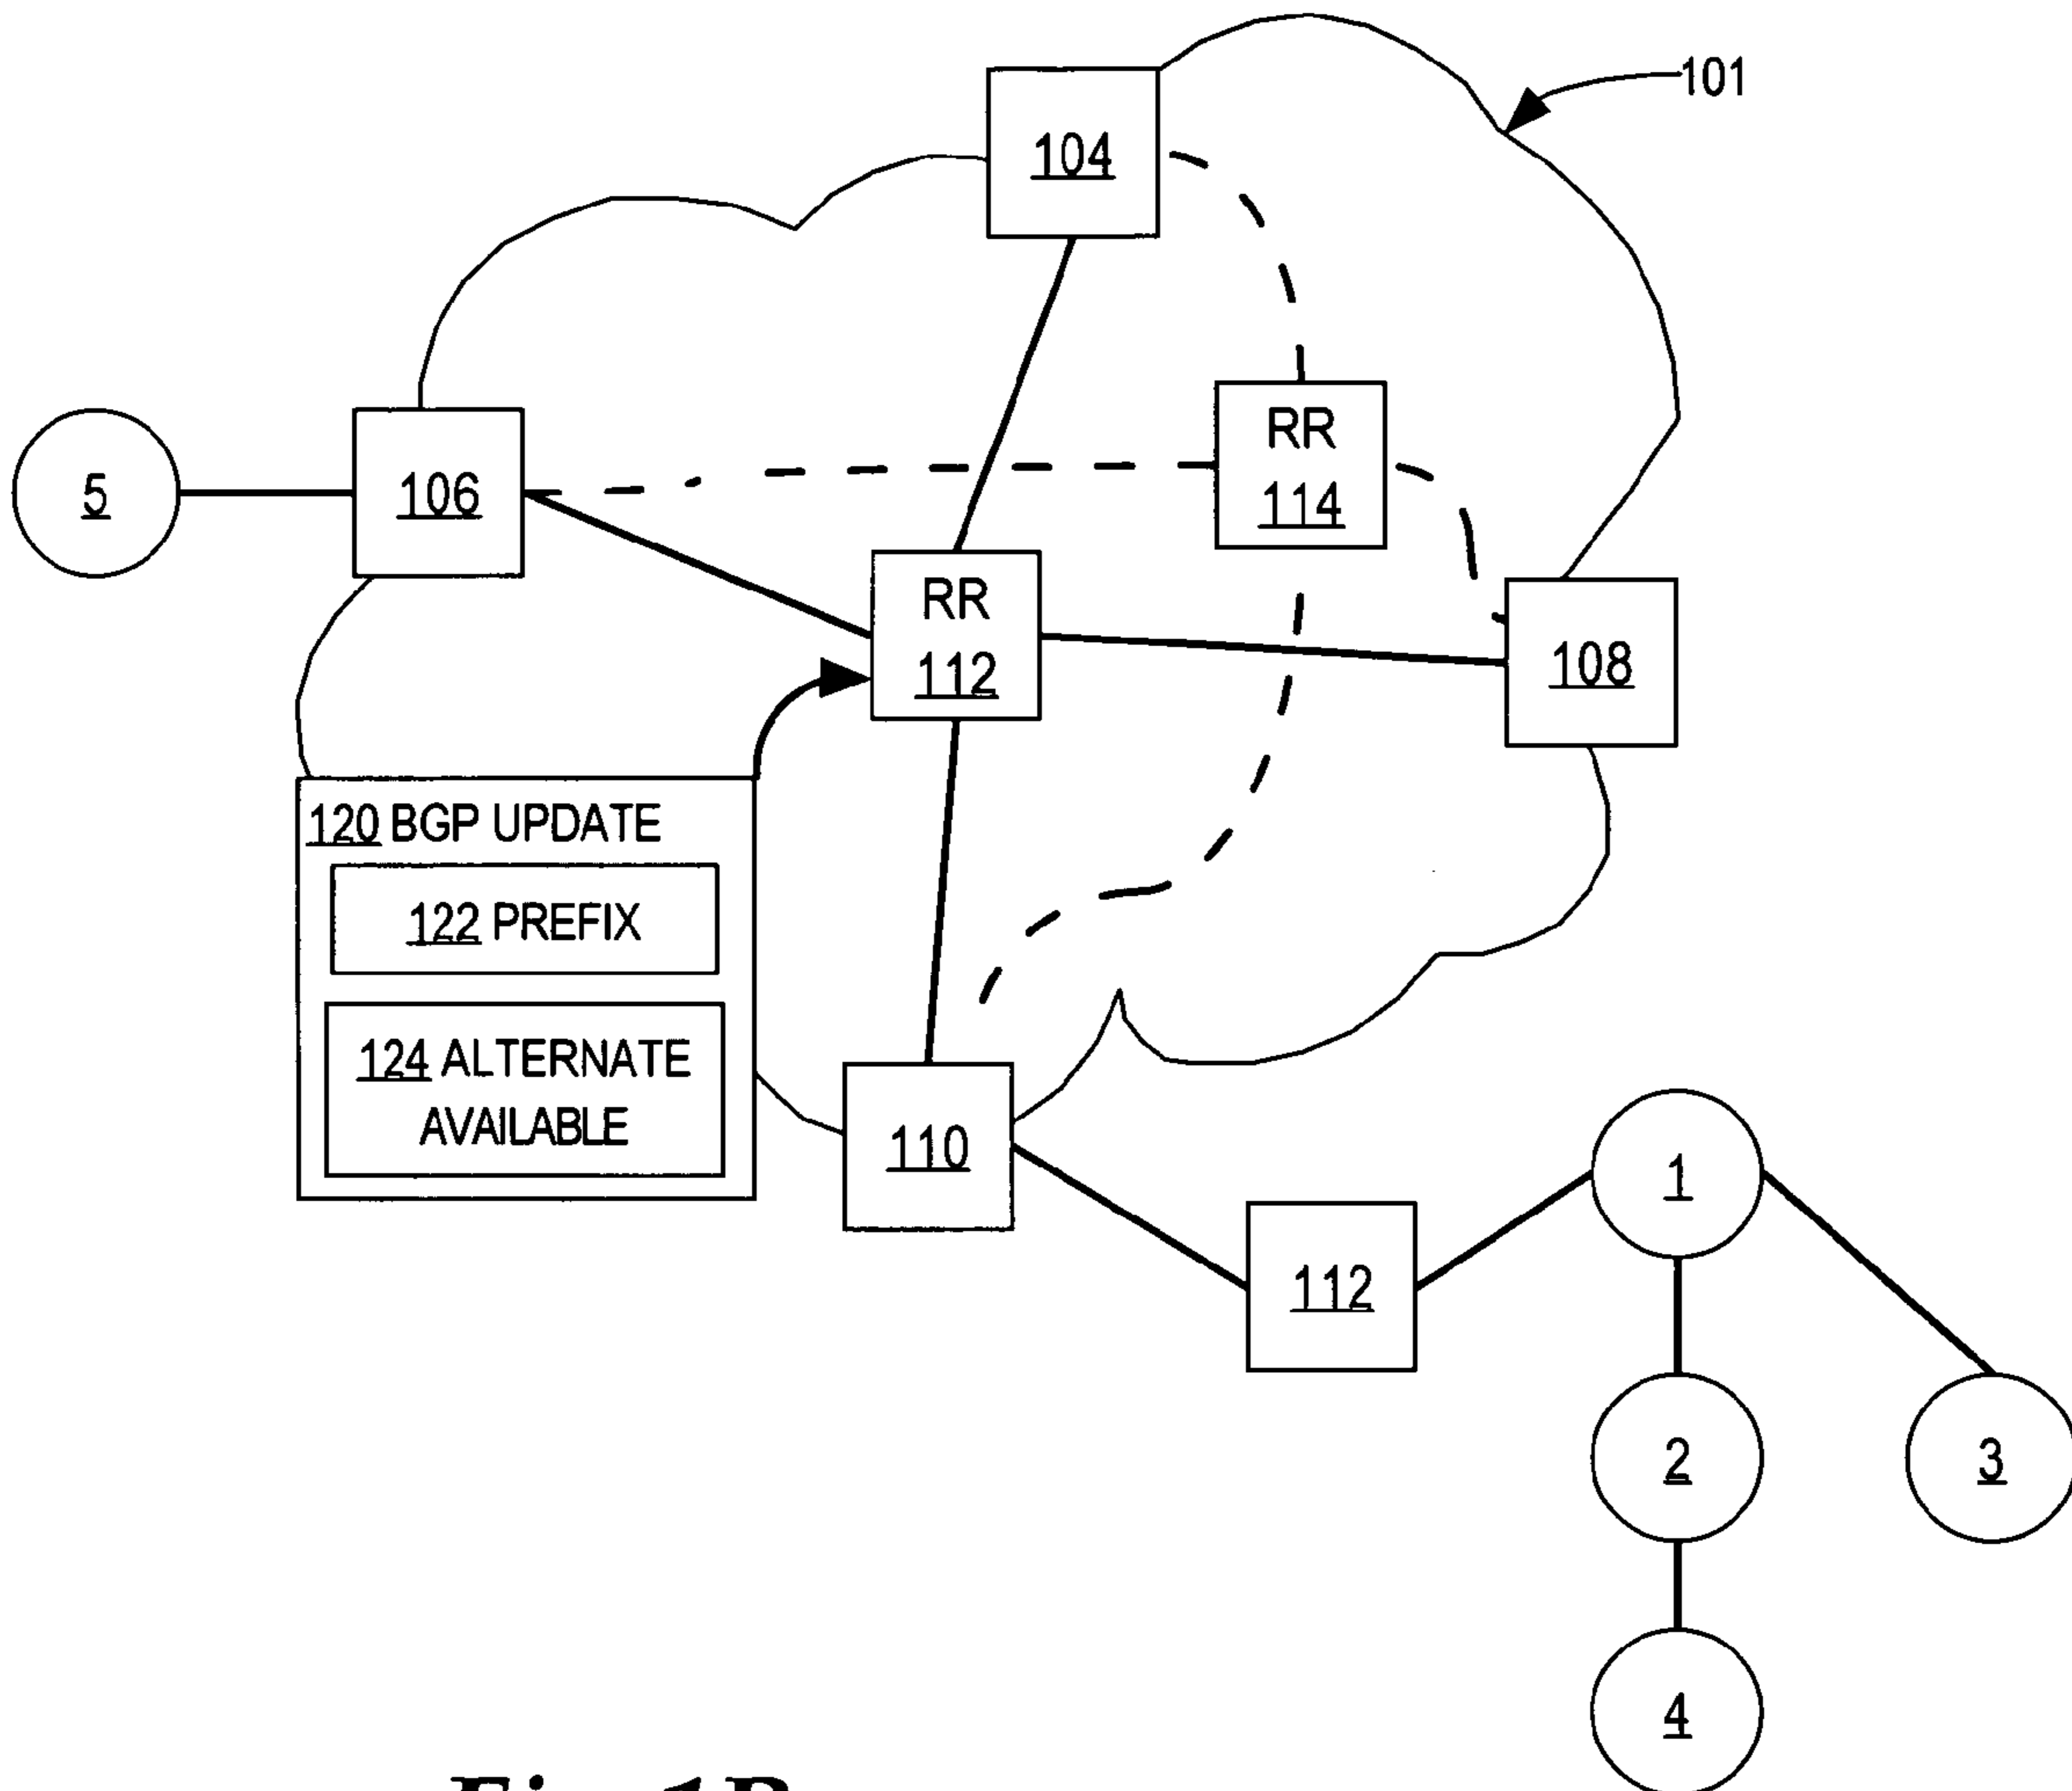 101
104
RR
114
5
106
RR
112
108
120 BGP UPDATE
122 PREFIX
124 ALTERNATE
AVAILABLE
110
1
112
2
3
4